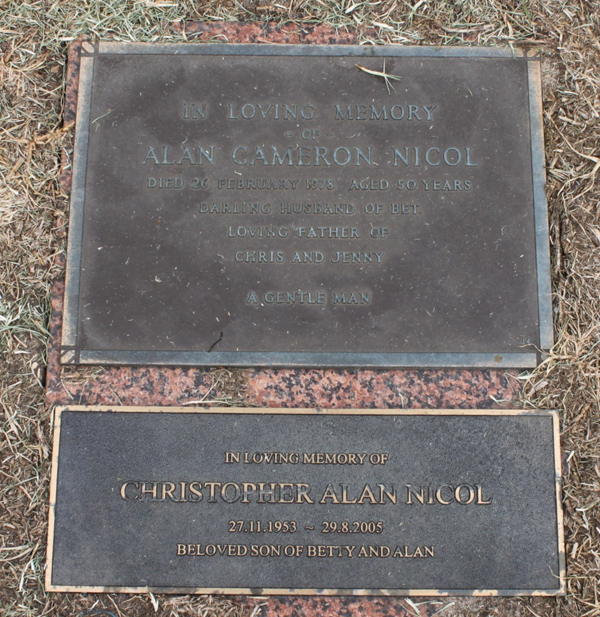 IN LOVING MEMORY
OF
ALAN CAMERON NICOL
DIED 26 FEBRUARY 1978 AGED 50 YEARS
DARLING HUSBAND OF BET
LOVING FATHER OF
CHRIS AND JENNY
A GENTLE MAN
IN LOVING MEMORY OF
CHRISTOPHER ALAN NICOL
27.11.1953 ~ 29.8.2005
BELOVED SON OF BETTY AND ALAN